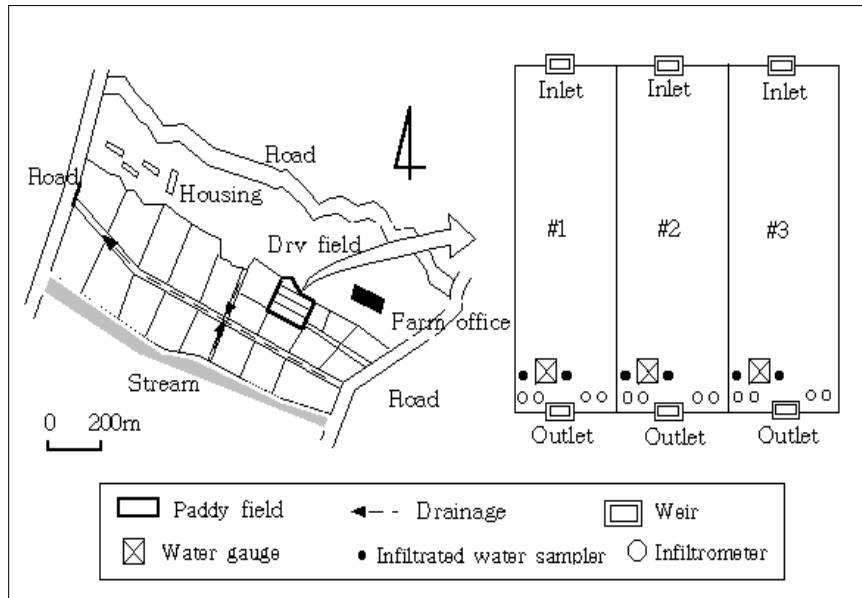 Road
Road
Housing
Drv field
Farm office
Stream
Road
0 200m
Inlet
Inlet
Inlet
#1
#2
#3
Outlet
Outlet
Outlet
Paddy field
Drainage
Weir
Water gauge
Infiltrated water sampler
Infiltrometer